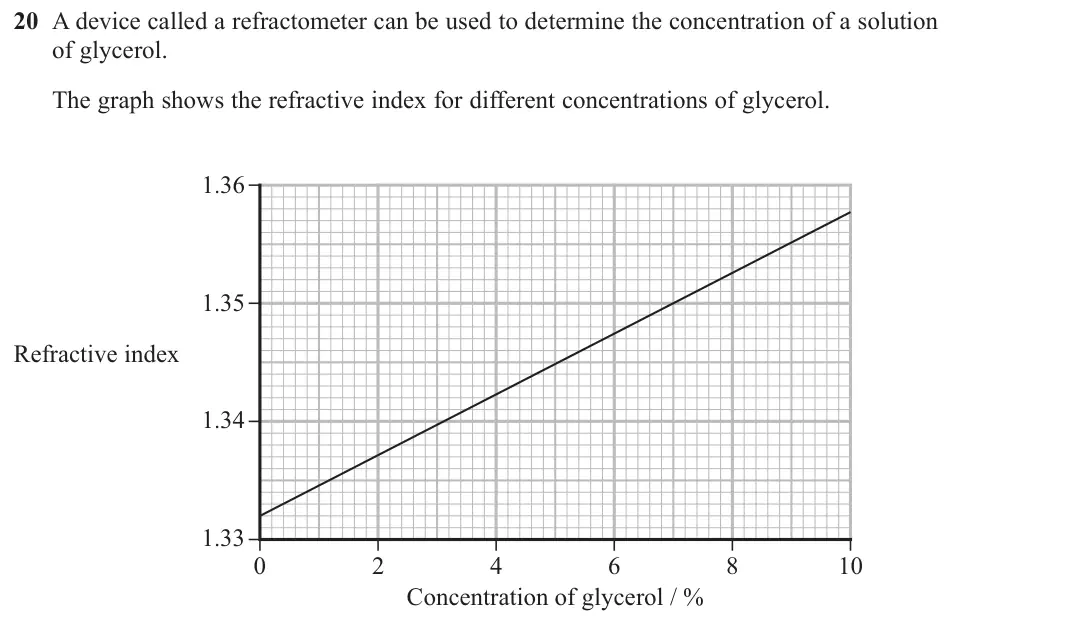 20 A device called a refractometer can be used to determine the concentration of a solution
of glycerol.
The graph shows the refractive index for different concentrations of glycerol.
1.36
1.35
Refractive index
1.34
1.33
0 2 4 6 8 10
Concentration of glycerol / %